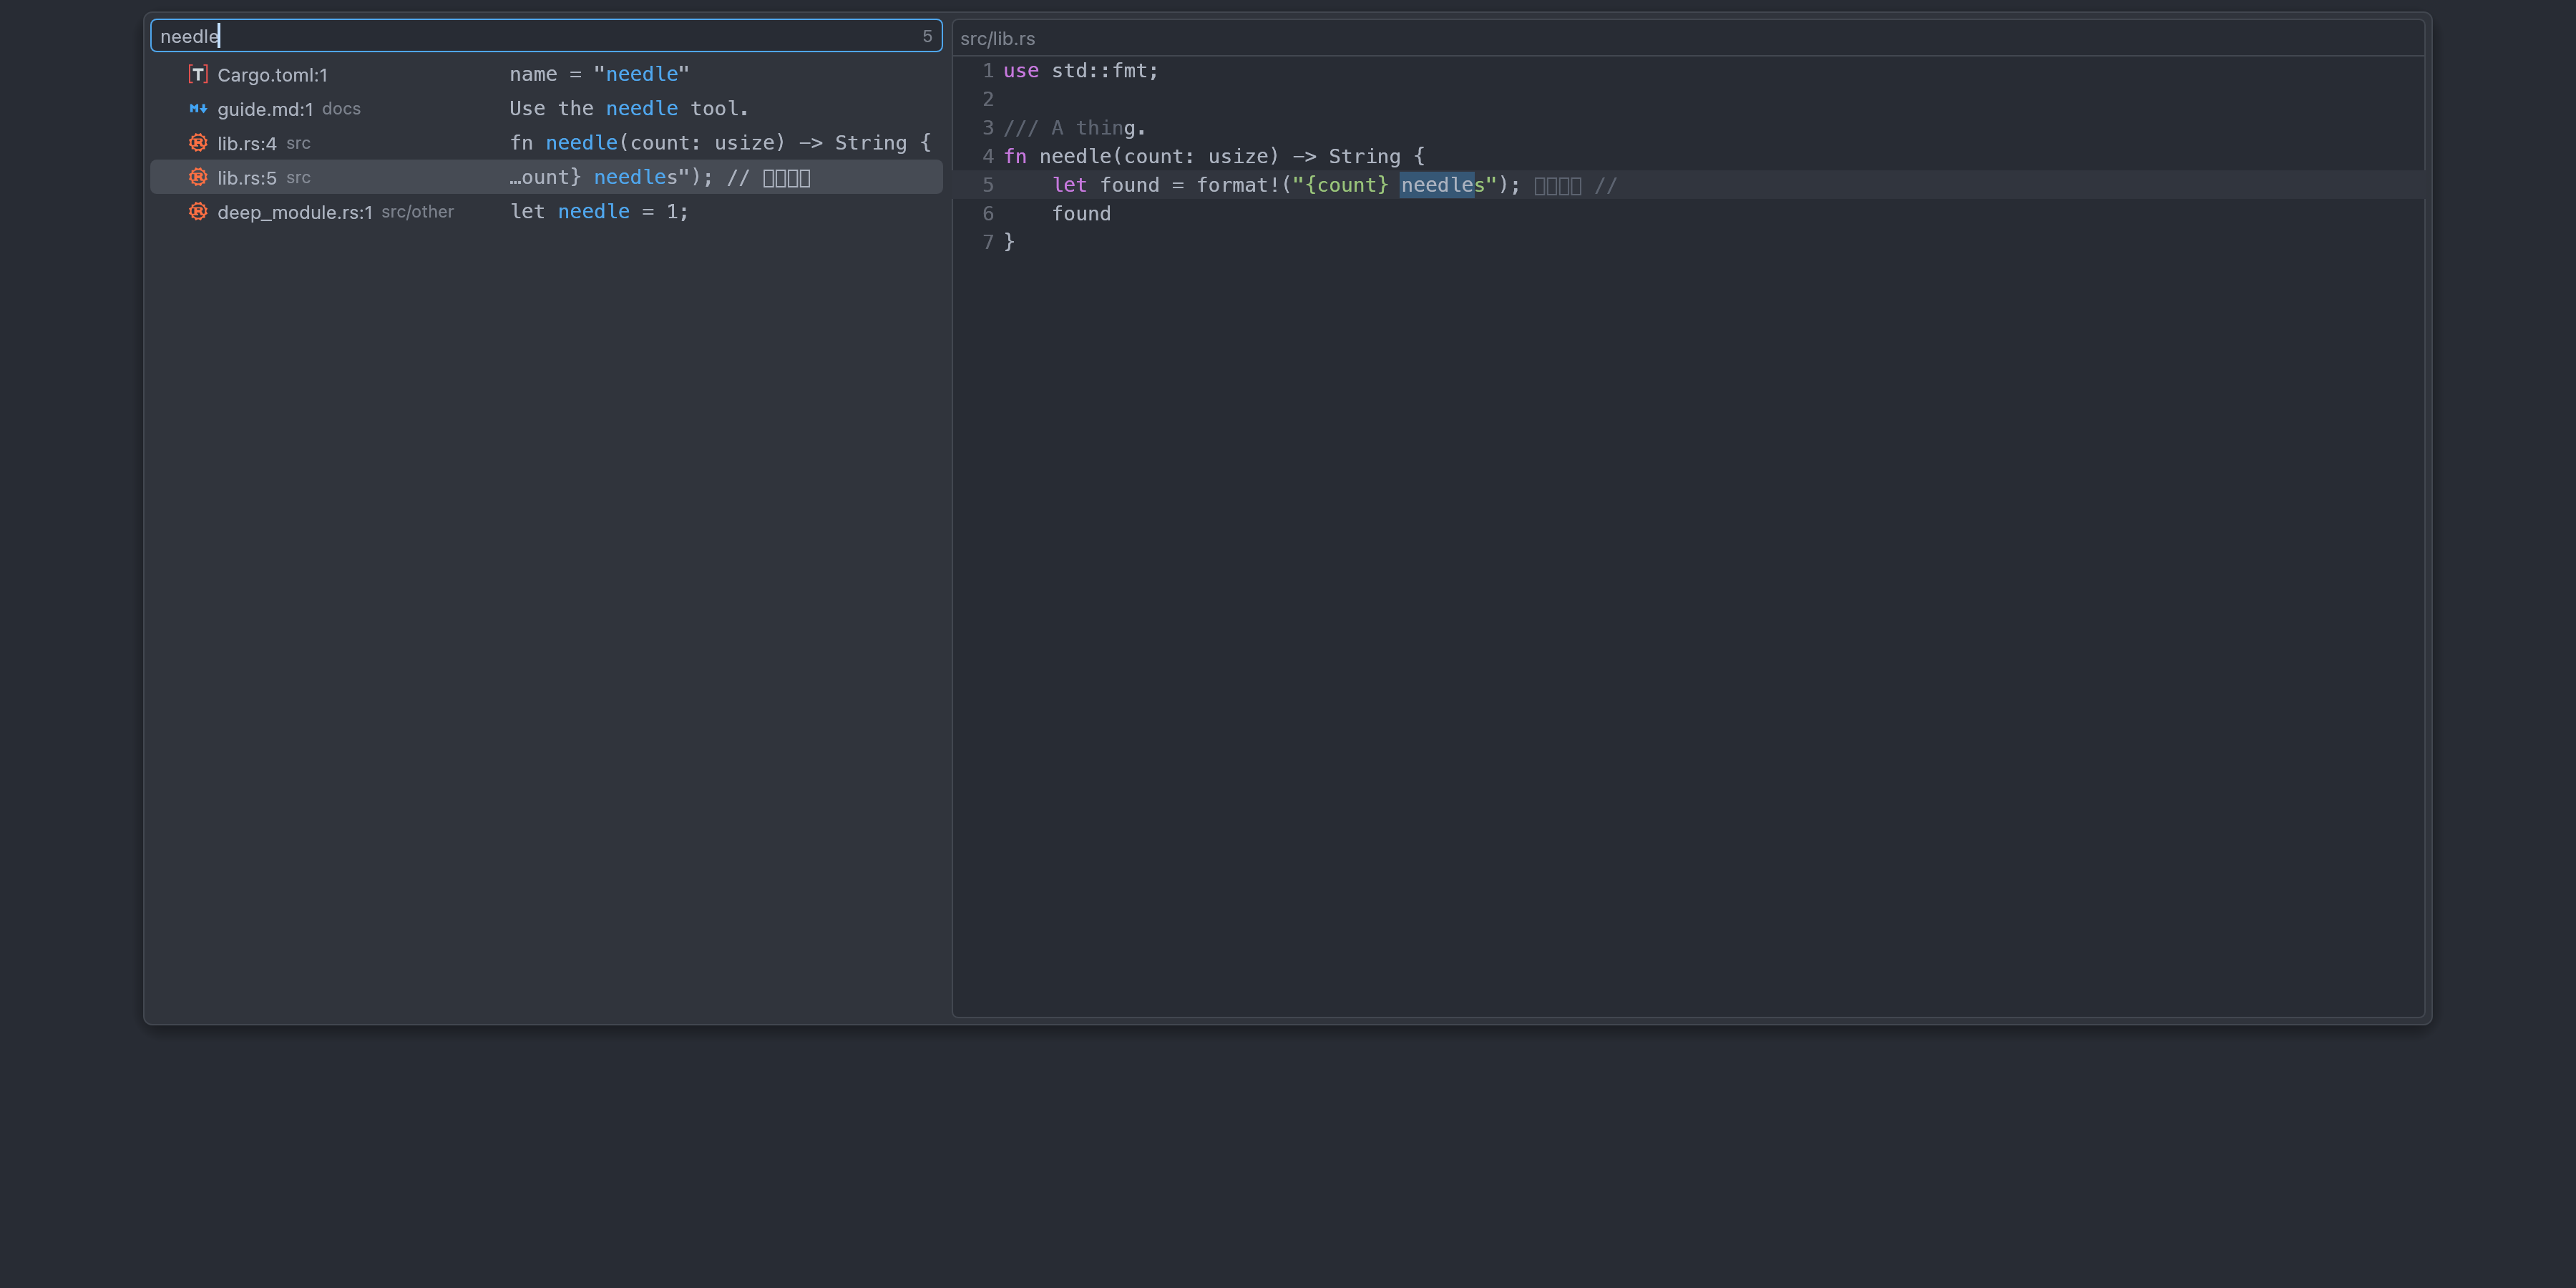 needle 5
Cargo.toml:1 name = "needle"
guide.md:1 docs Use the needle tool.
lib.rs:4 src fn needle(count: usize) -> String {
lib.rs:5 src …ount} needles"); //
deep_module.rs:1 src/other let needle = 1;
src/lib.rs
1 use std::fmt;
2
3 /// A thing.
4 fn needle(count: usize) -> String {
5 let found = format!("{count} needles"); //
6 found
7 }